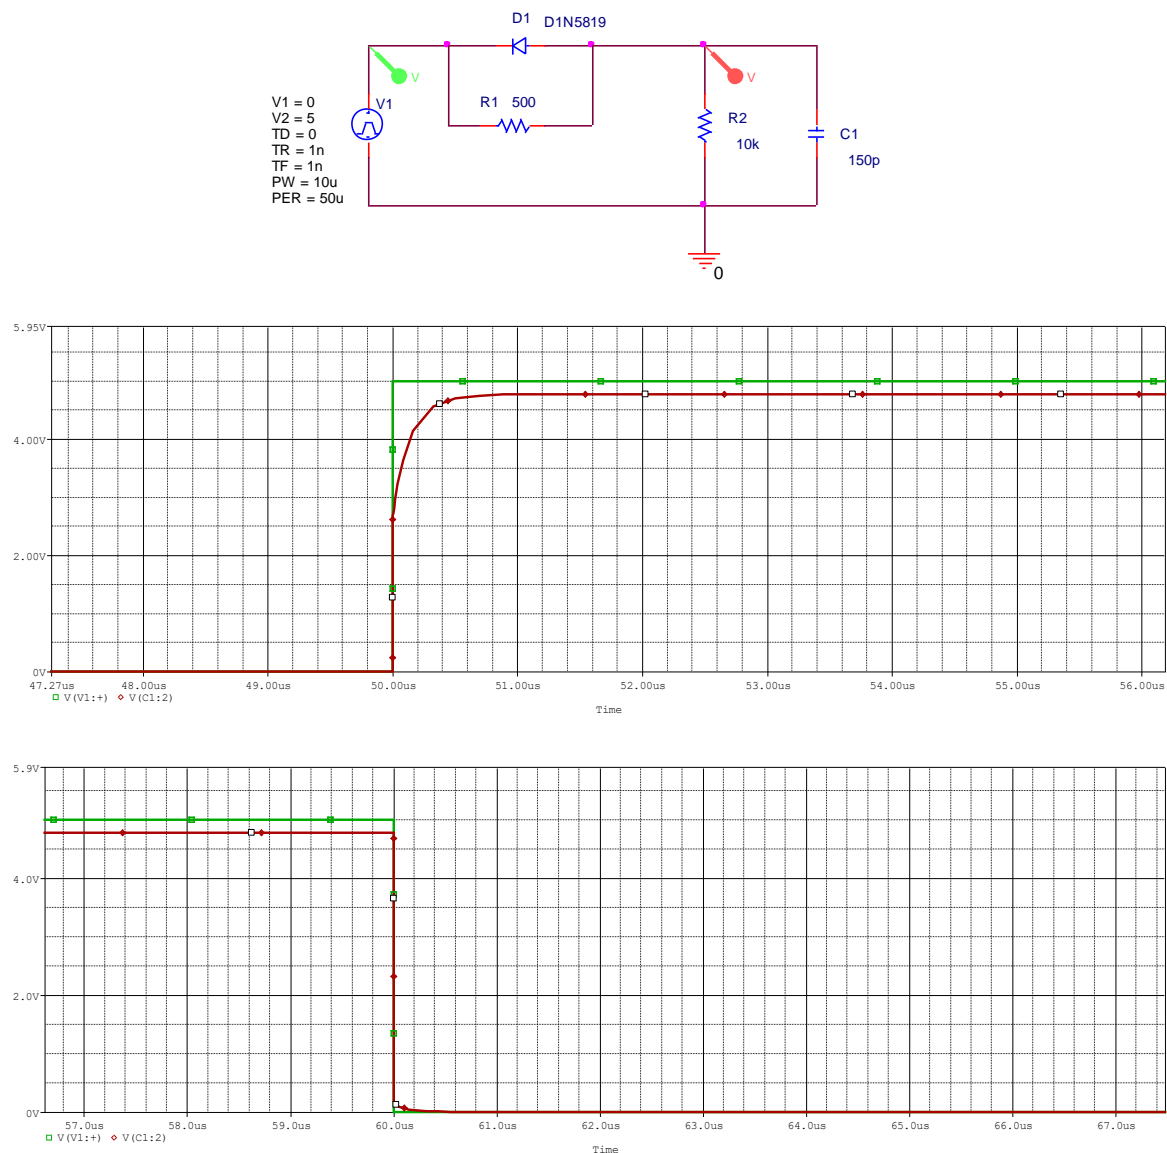 D1 D1N5819
V
V
R1 500
V1 = 0
V2 = 5
TD = 0
TR = 1n
TF = 1n
PW = 10u
PER = 50u
V1
R2
10k
C1
150p
0
5.95V
4.00V
2.00V
0V
47.27us 48.00us 49.00us 50.00us 51.00us 52.00us 53.00us 54.00us 55.00us 56.00us
V(V1:+) V(C1:2)
Time
5.9V
4.0V
2.0V
0V
57.0us 58.0us 59.0us 60.0us 61.0us 62.0us 63.0us 64.0us 65.0us 66.0us 67.0us
V(V1:+) V(C1:2)
Time